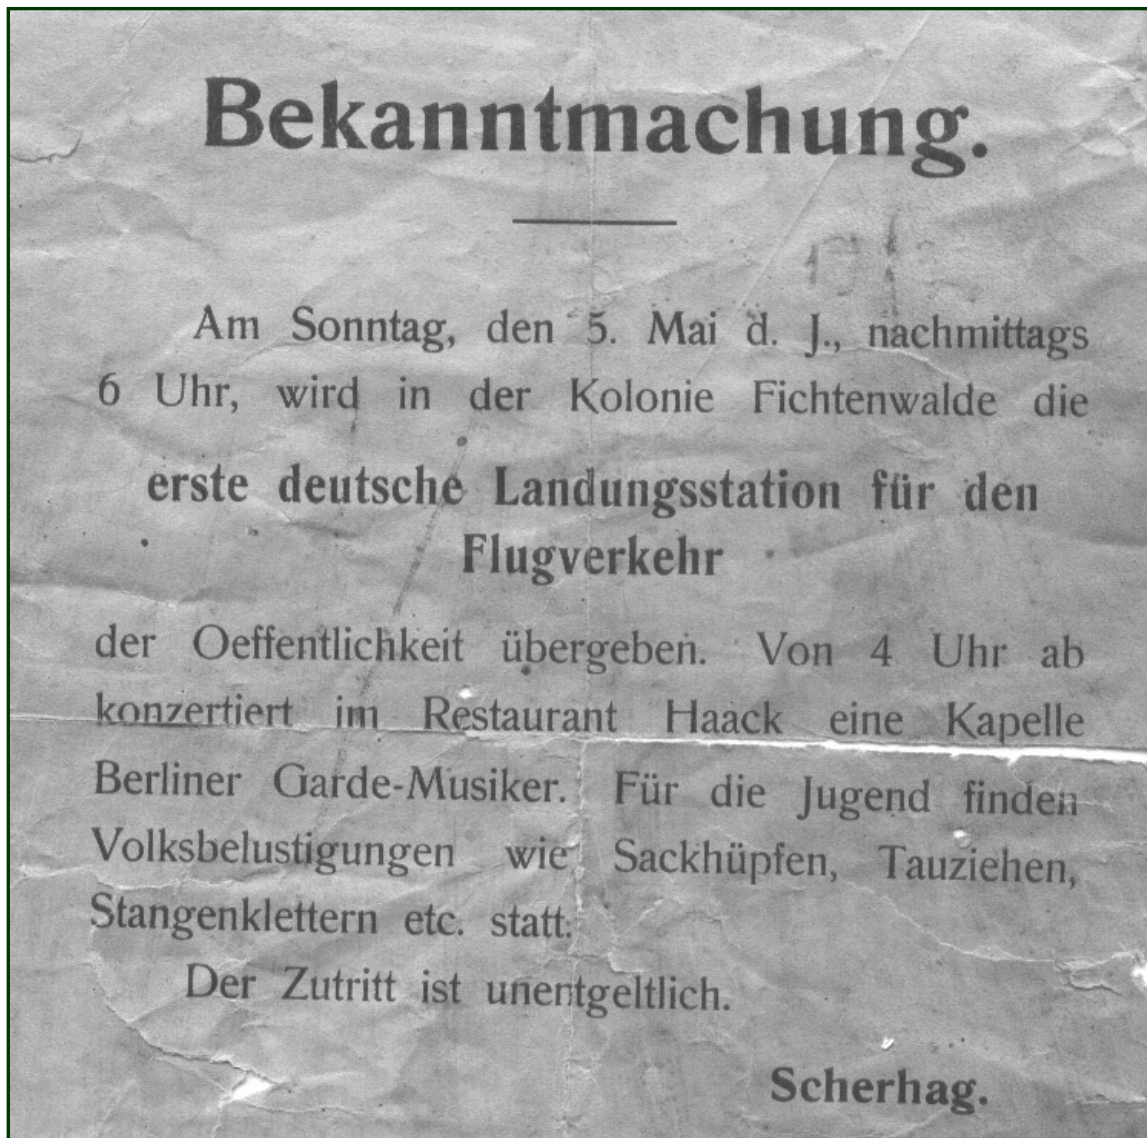 Bekanntmachung.
Am Sonntag, den 5. Mai d. J., nachmittags
6 Uhr, wird in der Kolonie Fichtenwalde die
erste deutsche Landungsstation für den
Flugverkehr
der Oeffentlichkeit übergeben. Von 4 Uhr ab
konzertiert im Restaurant Haack eine Kapelle
Berliner Garde-Musiker. Für die Jugend finden
Volksbelustigungen wie Sackhüpfen, Tauziehen,
Stangenklettern etc. statt.
Der Zutritt ist unentgeltlich.
Scherhag.